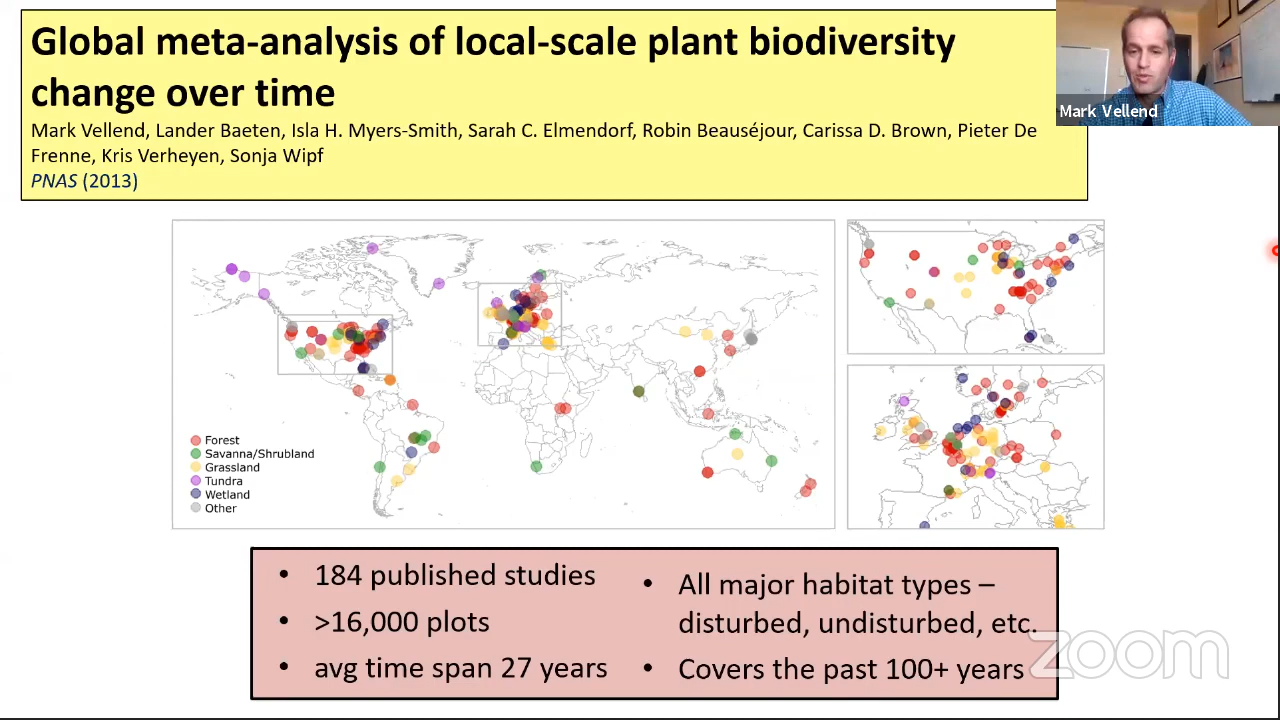 Global meta-analysis of local-scale plant biodiversity
change over time
Mark Vellend, Lander Baeten, Isla H. Myers-Smith, Sarah C. Elmendorf, Robin Beauséjour, Carissa D. Brown, Pieter De
Frenne, Kris Verheyen, Sonja Wipf
PNAS (2013)
Mark Vellend
Forest
Savanna/Shrubland
Grassland
Tundra
Wetland
Other
• 184 published studies
• >16,000 plots
• avg time span 27 years
• All major habitat types –
disturbed, undisturbed, etc.
• Covers the past 100+ years
zoom